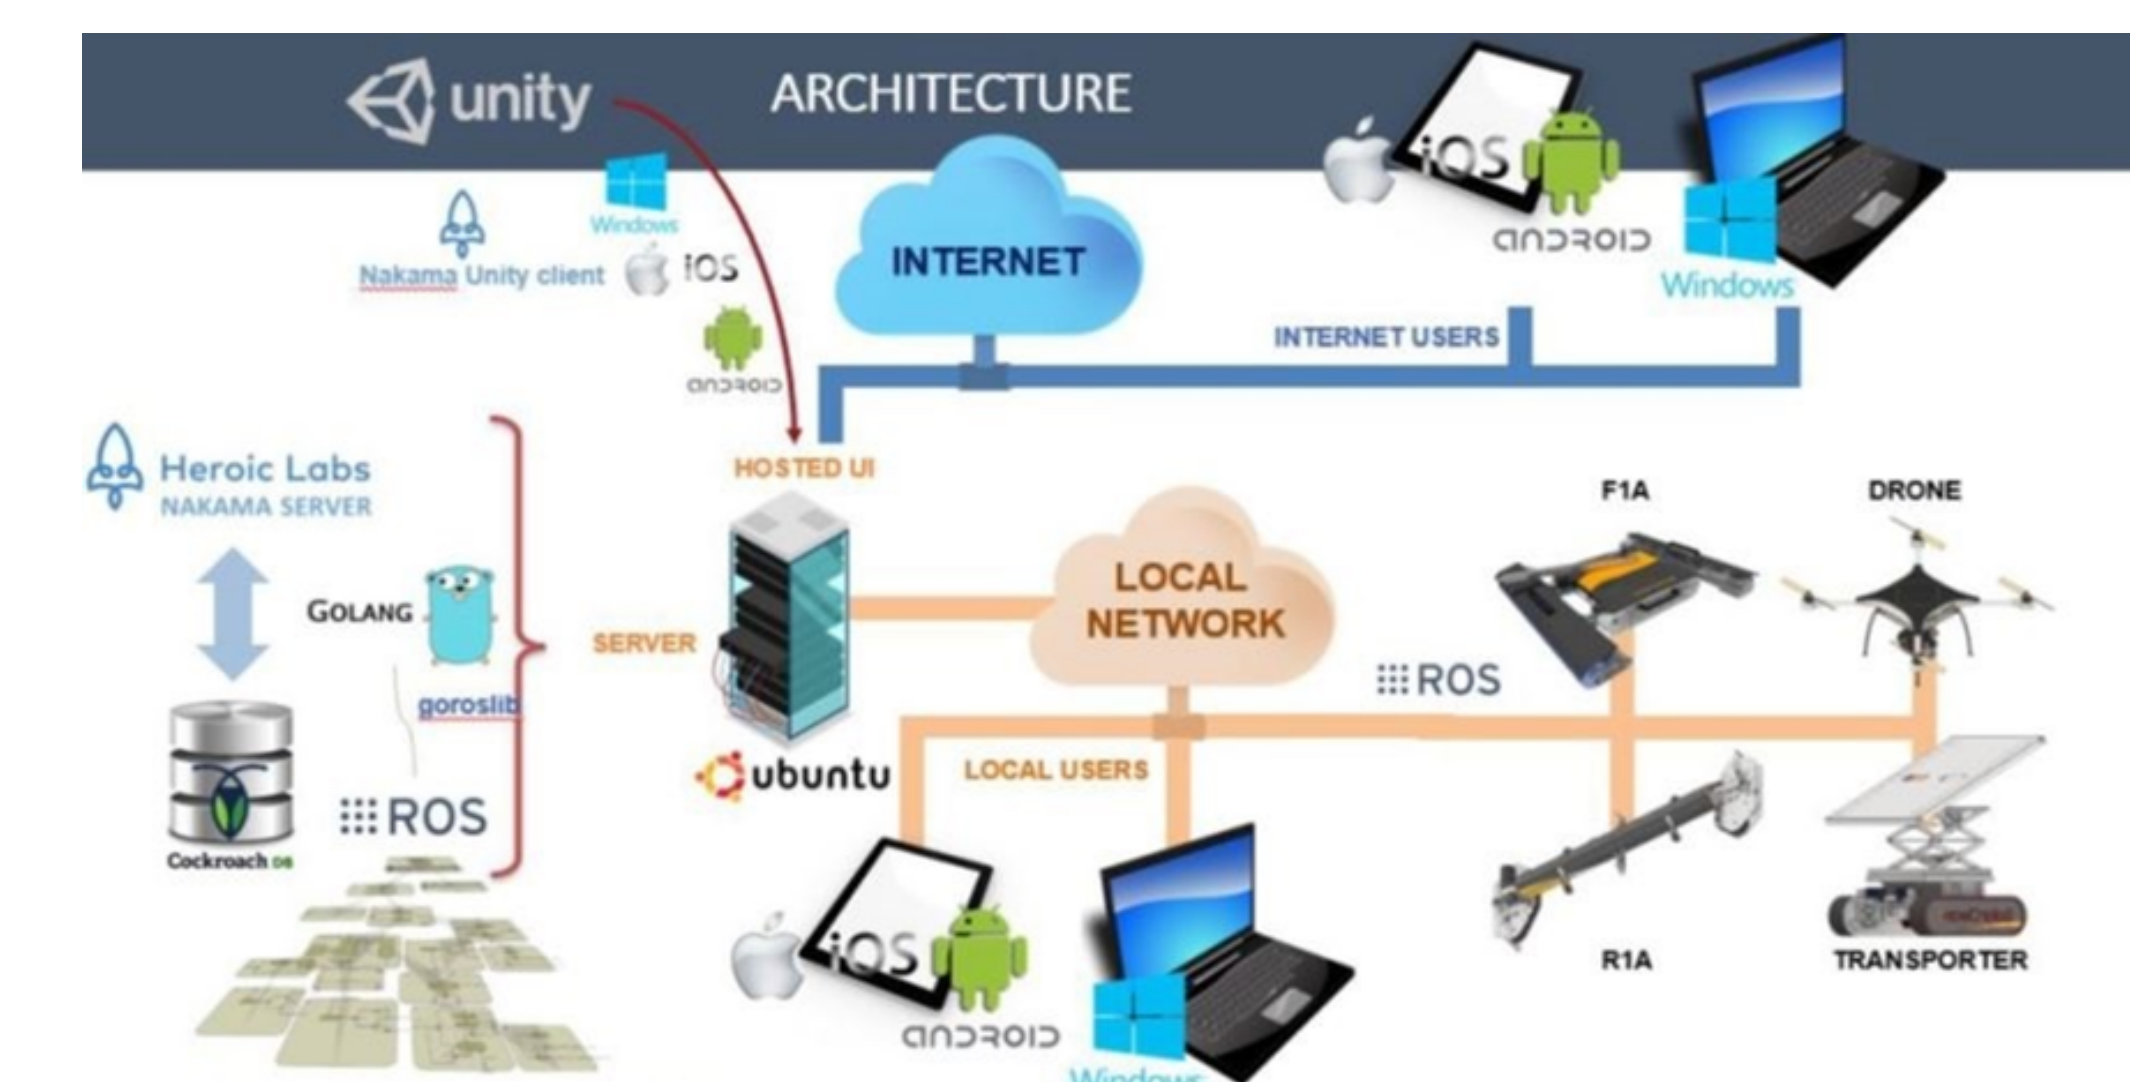 unity
ARCHITECTURE
iOS
ANDROID
Windows
Windows
Nakama Unity client
iOS
ANDROID
INTERNET
INTERNET USERS
HOSTED UI
Heroic Labs
NAKAMA SERVER
GOLANG
goroslib
ROS
Cockroach DB
SERVER
ubuntu
LOCAL
NETWORK
ROS
LOCAL USERS
F1A
DRONE
R1A
TRANSPORTER
iOS
ANDROID
Windows